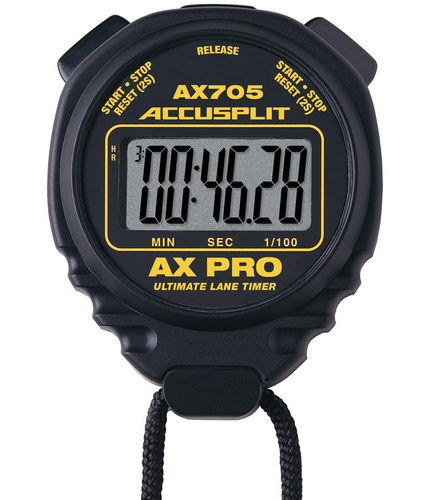 RELEASE
START • STOP
RESET (2S)
START • STOP
RESET (2S)
AX705
ACCUSPLIT
HR 3:00:46.28
MIN SEC 1/100
AX PRO
ULTIMATE LANE TIMER